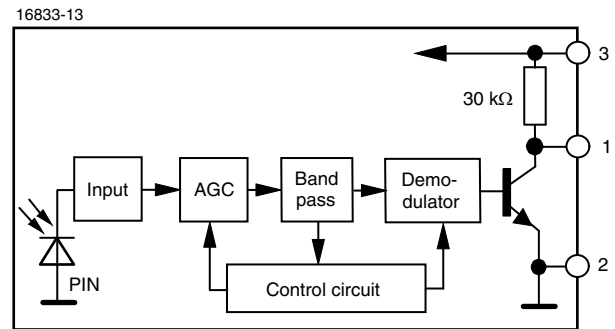 16833-13
3
30 kΩ
1
Input
AGC
Band
pass
Demo-
dulator
PIN
Control circuit
2